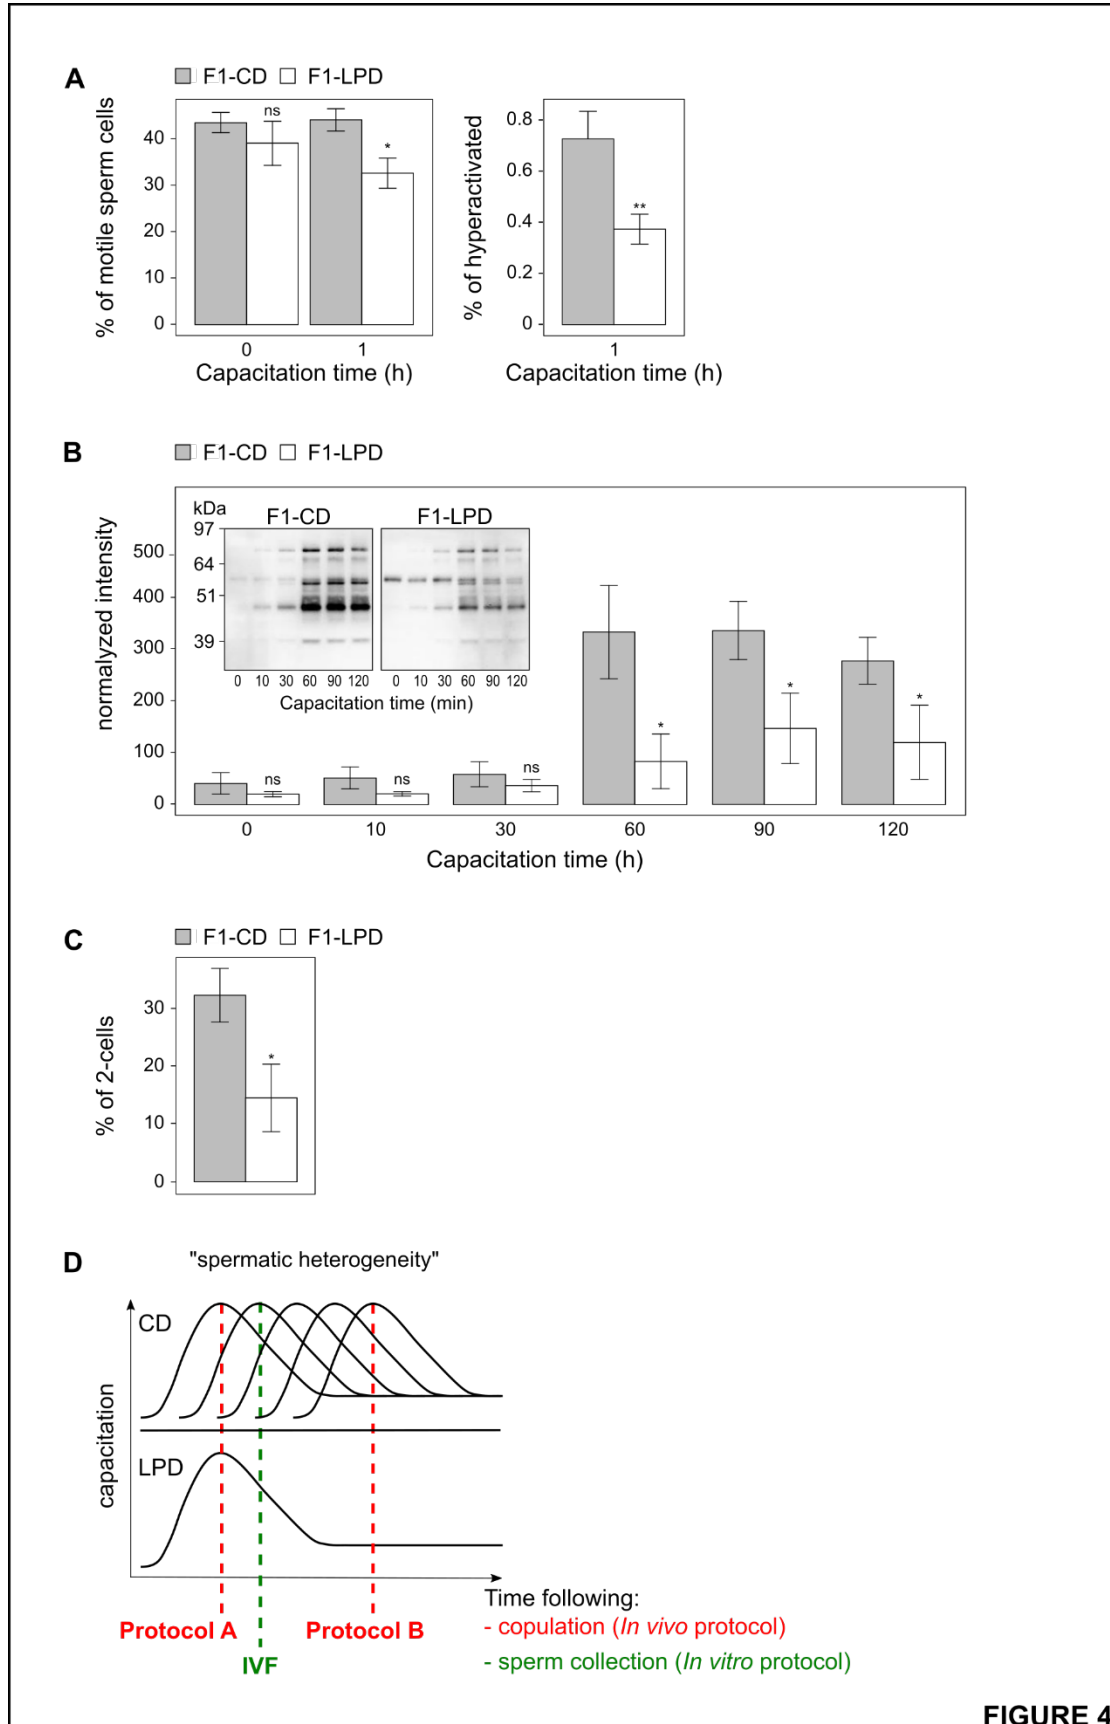 A
F1-CD F1-LPD
% of motile sperm cells
40
30
20
10
0
ns
*
0 1
Capacitation time (h)
% of hyperactivated
0.8
0.6
0.4
0.2
0
**
1
Capacitation time (h)
B
F1-CD F1-LPD
normalyzed intensity
500
400
300
200
100
0
kDa
97
64
51
39
F1-CD F1-LPD
0 10 30 60 90 120 0 10 30 60 90 120
Capacitation time (min)
ns ns ns * * *
0 10 30 60 90 120
Capacitation time (h)
C
F1-CD F1-LPD
% of 2-cells
30
20
10
0
*
D
"spermatic heterogeneity"
capacitation
CD
LPD
Protocol A
IVF
Protocol B
Time following:
- copulation (In vivo protocol)
- sperm collection (In vitro protocol)
FIGURE 4